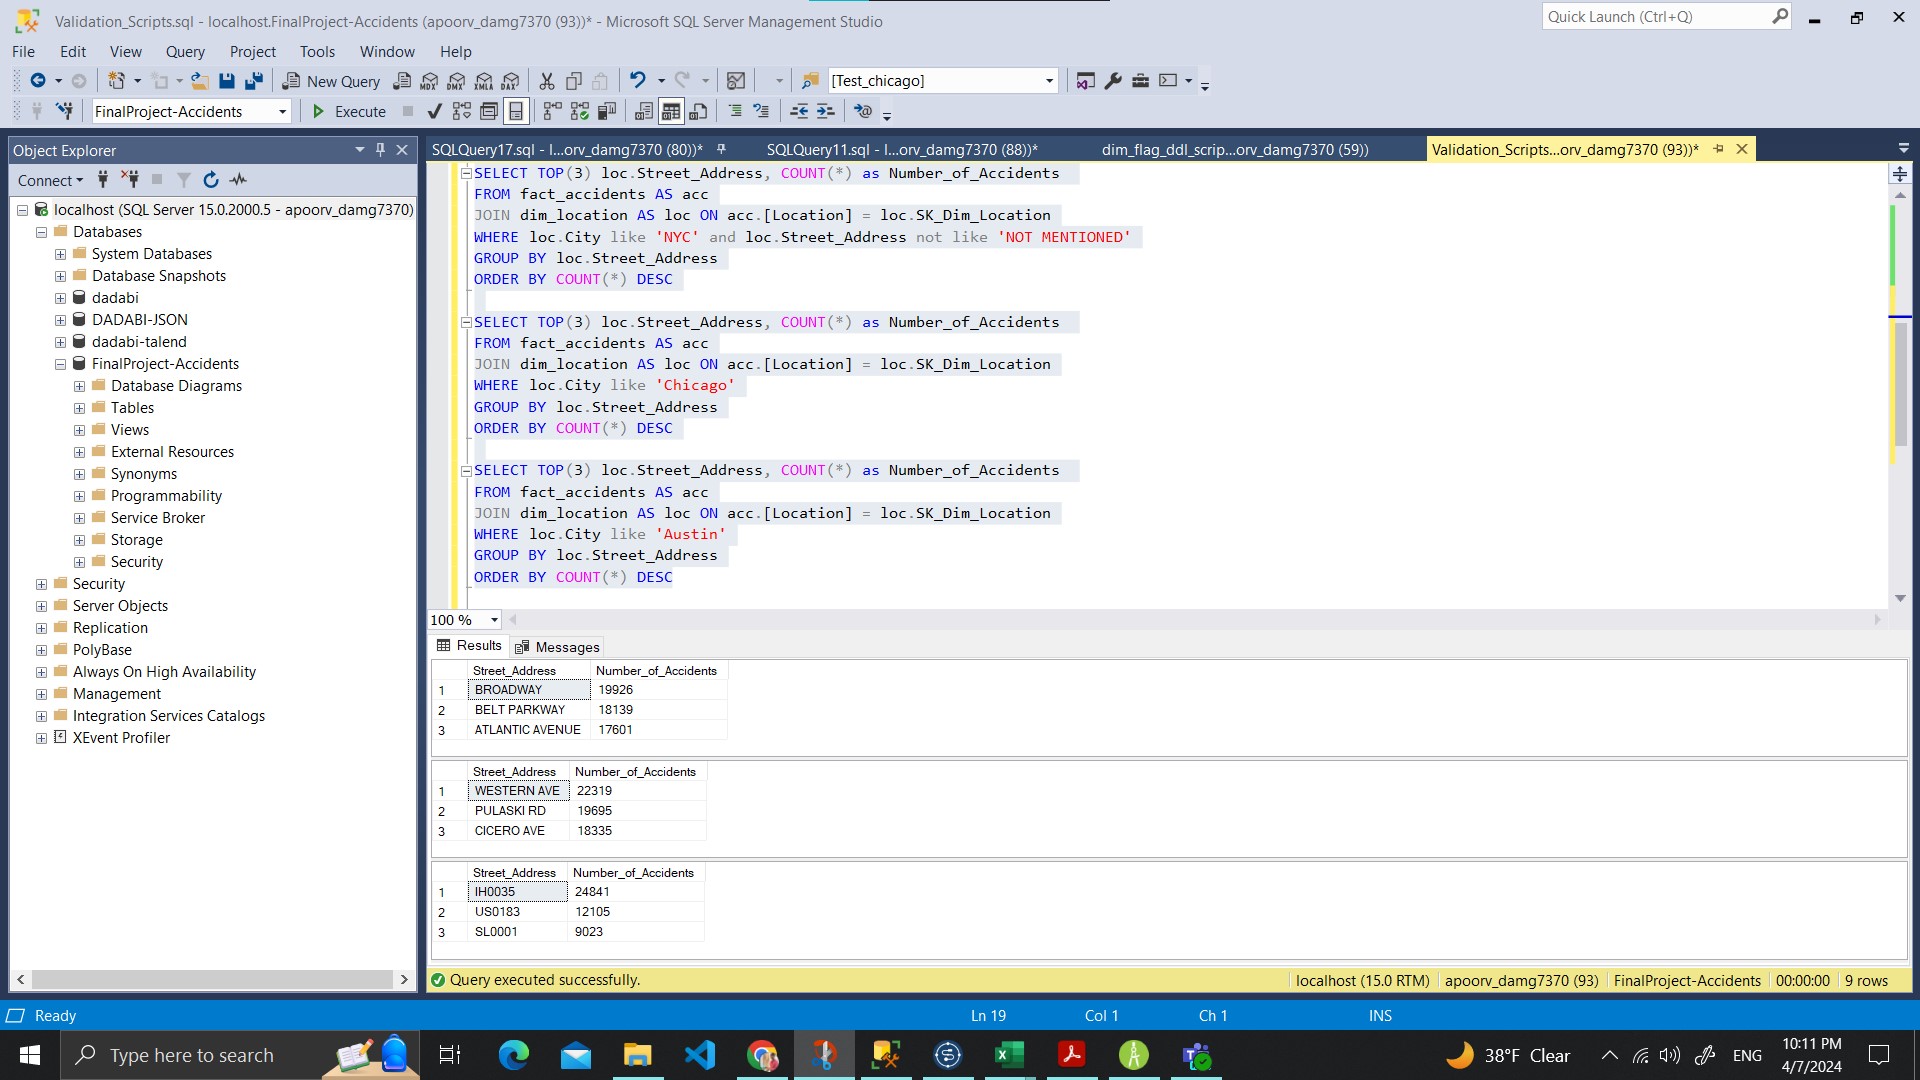 Validation_Scripts.sql - localhost.FinalProject-Accidents (apoorv_damg7370 (93))* - Microsoft SQL Server Management Studio
Quick Launch (Ctrl+Q)
File Edit View Query Project Tools Window Help
New Query
MDX DMX XMLA DAX
[Test_chicago]
FinalProject-Accidents
Execute
Object Explorer
SQLQuery17.sql - l...orv_damg7370 (80))*
SQLQuery11.sql - l...orv_damg7370 (88))*
dim_flag_ddl_scrip...orv_damg7370 (59))
Validation_Scripts...orv_damg7370 (93))*
Connect
localhost (SQL Server 15.0.2000.5 - apoorv_damg7370)
Databases
System Databases
Database Snapshots
dadabi
DADABI-JSON
dadabi-talend
FinalProject-Accidents
Database Diagrams
Tables
Views
External Resources
Synonyms
Programmability
Service Broker
Storage
Security
Security
Server Objects
Replication
PolyBase
Always On High Availability
Management
Integration Services Catalogs
XEvent Profiler
SELECT TOP(3) loc.Street_Address, COUNT(*) as Number_of_Accidents
FROM fact_accidents AS acc
JOIN dim_location AS loc ON acc.[Location] = loc.SK_Dim_Location
WHERE loc.City like 'NYC' and loc.Street_Address not like 'NOT MENTIONED'
GROUP BY loc.Street_Address
ORDER BY COUNT(*) DESC
SELECT TOP(3) loc.Street_Address, COUNT(*) as Number_of_Accidents
FROM fact_accidents AS acc
JOIN dim_location AS loc ON acc.[Location] = loc.SK_Dim_Location
WHERE loc.City like 'Chicago'
GROUP BY loc.Street_Address
ORDER BY COUNT(*) DESC
SELECT TOP(3) loc.Street_Address, COUNT(*) as Number_of_Accidents
FROM fact_accidents AS acc
JOIN dim_location AS loc ON acc.[Location] = loc.SK_Dim_Location
WHERE loc.City like 'Austin'
GROUP BY loc.Street_Address
ORDER BY COUNT(*) DESC
100 %
Results Messages
Street_Address Number_of_Accidents
1 BROADWAY 19926
2 BELT PARKWAY 18139
3 ATLANTIC AVENUE 17601
Street_Address Number_of_Accidents
1 WESTERN AVE 22319
2 PULASKI RD 19695
3 CICERO AVE 18335
Street_Address Number_of_Accidents
1 IH0035 24841
2 US0183 12105
3 SL0001 9023
Query executed successfully.
localhost (15.0 RTM) apoorv_damg7370 (93) FinalProject-Accidents 00:00:00 9 rows
Ready
Ln 19 Col 1 Ch 1 INS
Type here to search
38°F Clear
ENG
10:11 PM
4/7/2024